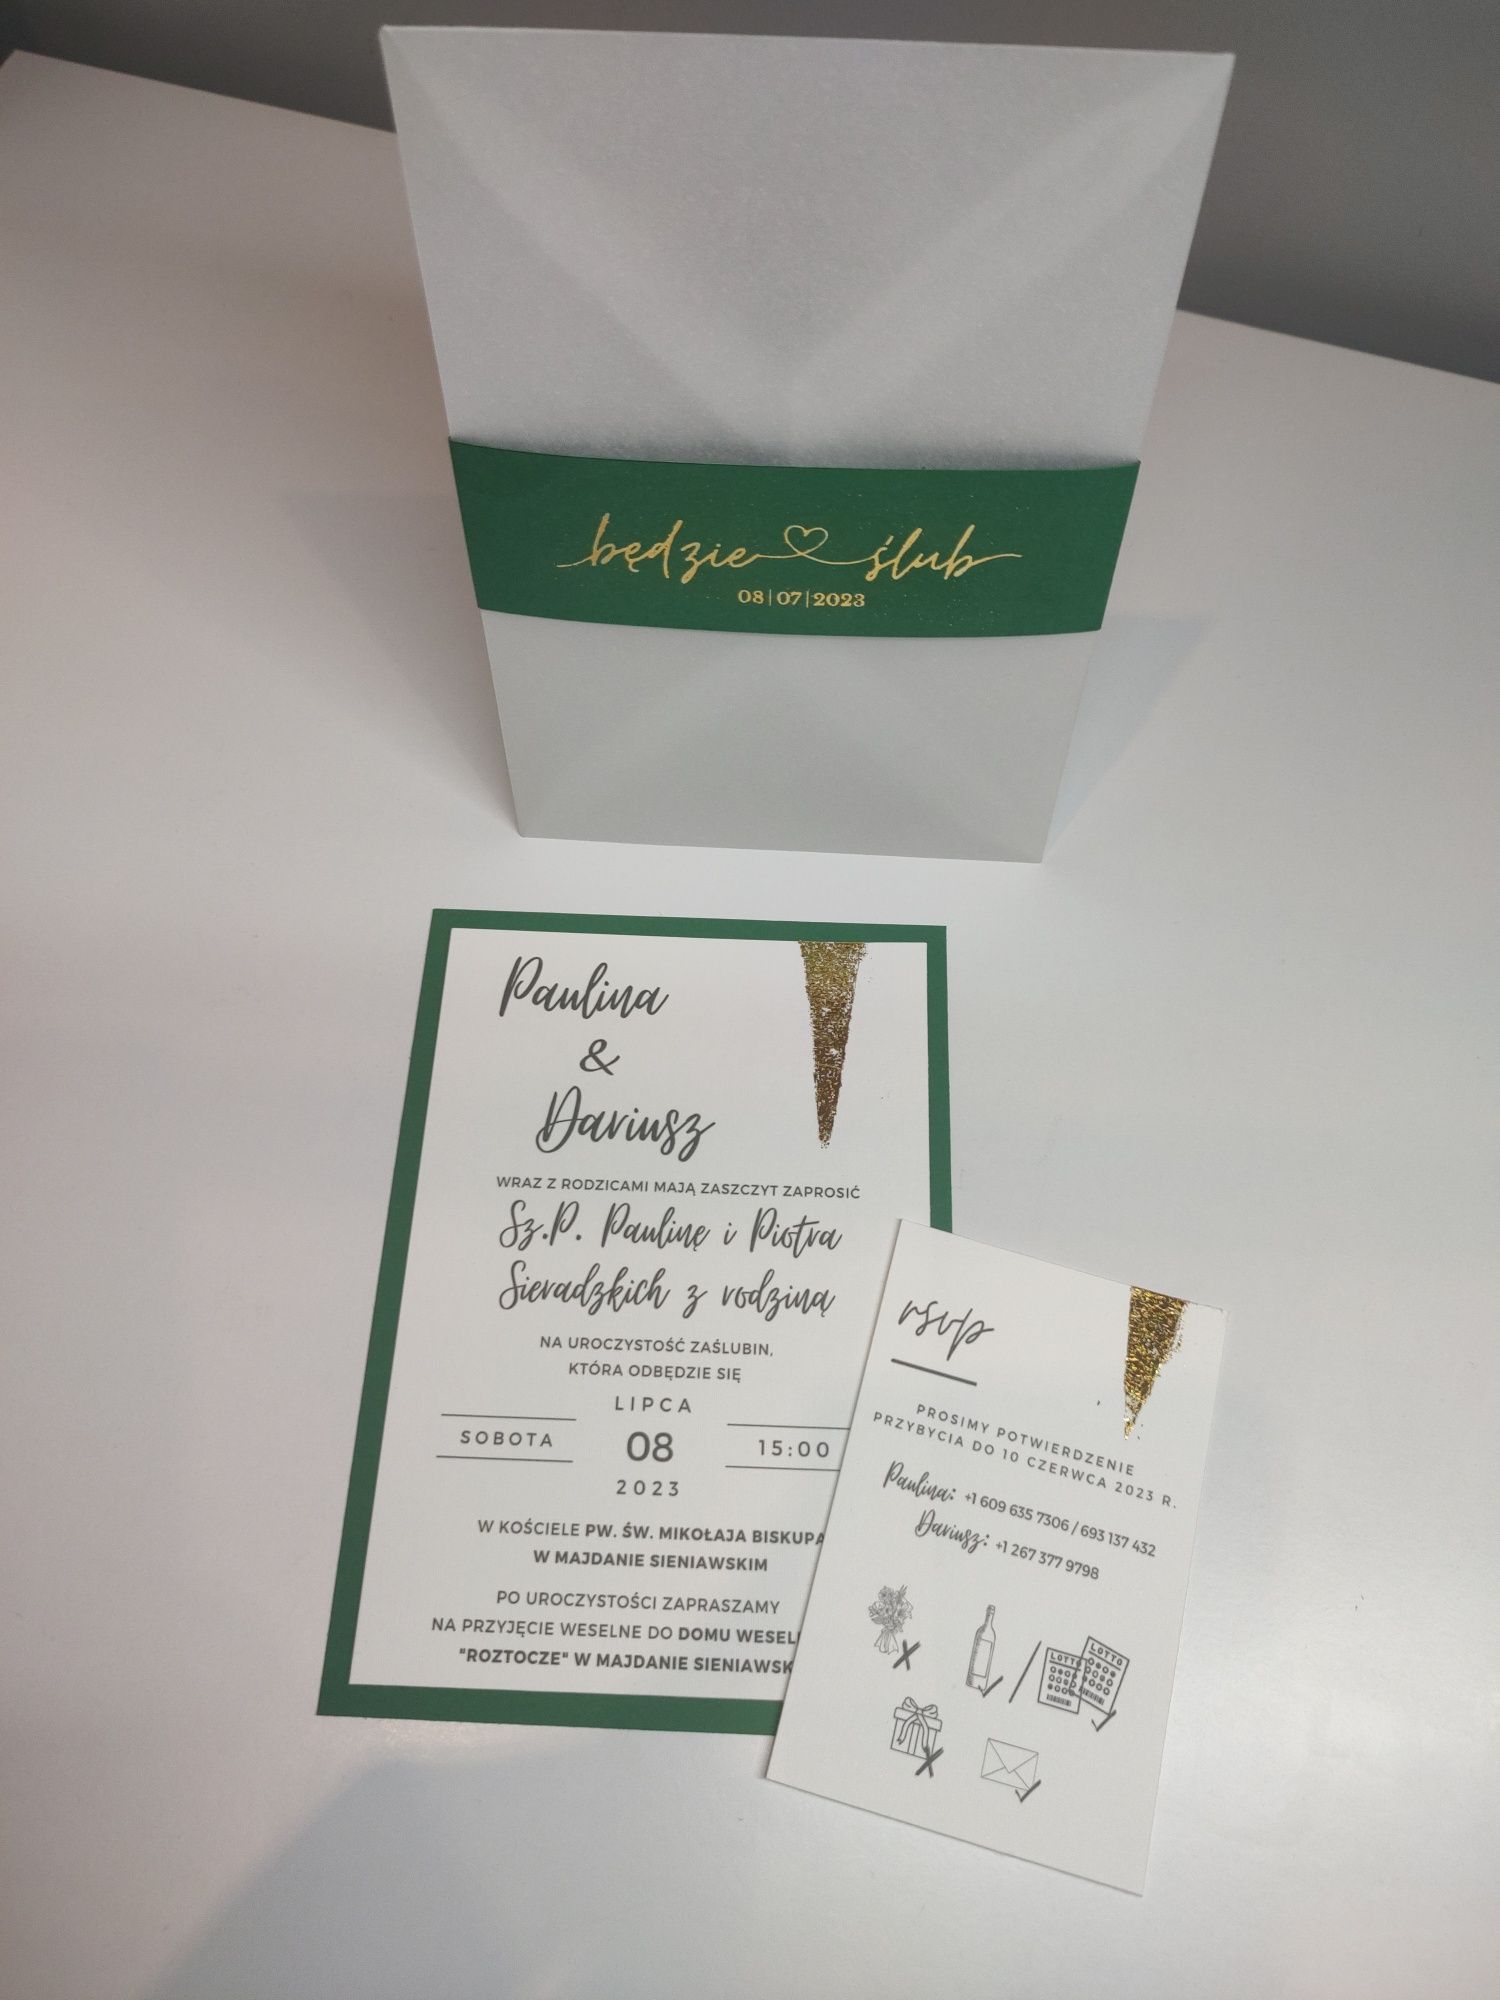 będzie ślub
08|07|2023
Paulina
&
Dariusz
WRAZ Z RODZICAMI MAJĄ ZASZCZYT ZAPROSIĆ
Sz.P. Paulinę i Piotra
Sieradzkich z rodziną
NA UROCZYSTOŚĆ ZAŚLUBIN,
KTÓRA ODBĘDZIE SIĘ
LIPCA
SOBOTA 08 15:00
2023
W KOŚCIELE PW. ŚW. MIKOŁAJA BISKUPA
W MAJDANIE SIENIAWSKIM
PO UROCZYSTOŚCI ZAPRASZAMY
NA PRZYJĘCIE WESELNE DO DOMU WESEL
"ROZTOCZE" W MAJDANIE SIENIAWSK
rsvp
PROSIMY POTWIERDZENIE
PRZYBYCIA DO 10 CZERWCA 2023 R.
Paulina: +1 609 635 7306 / 693 137 432
Dariusz: +1 267 377 9798
LOTTO LOTTO